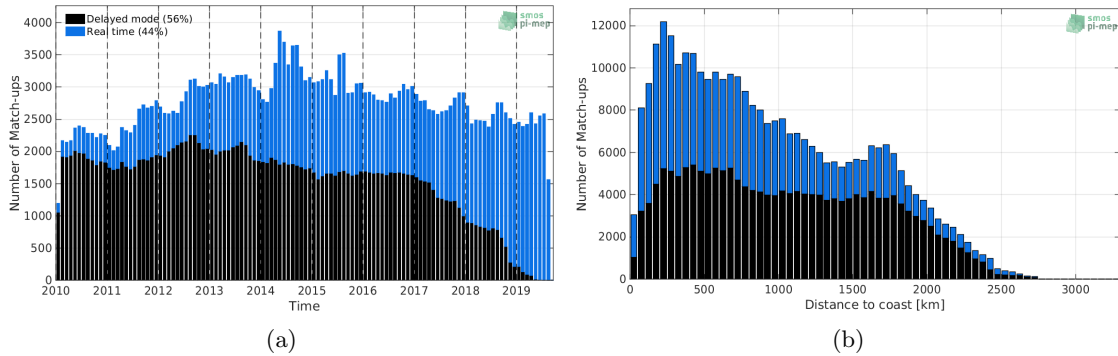 Delayed mode (56%)
Real time (44%)
smos
pi-mep
Number of Match-ups
4000
3500
3000
2500
2000
1500
1000
500
0
2010 2011 2012 2013 2014 2015 2016 2017 2018 2019
Time
(a)
smos
pi-mep
Number of Match-ups
12000
10000
8000
6000
4000
2000
0
0 500 1000 1500 2000 2500 3000
Distance to coast [km]
(b)